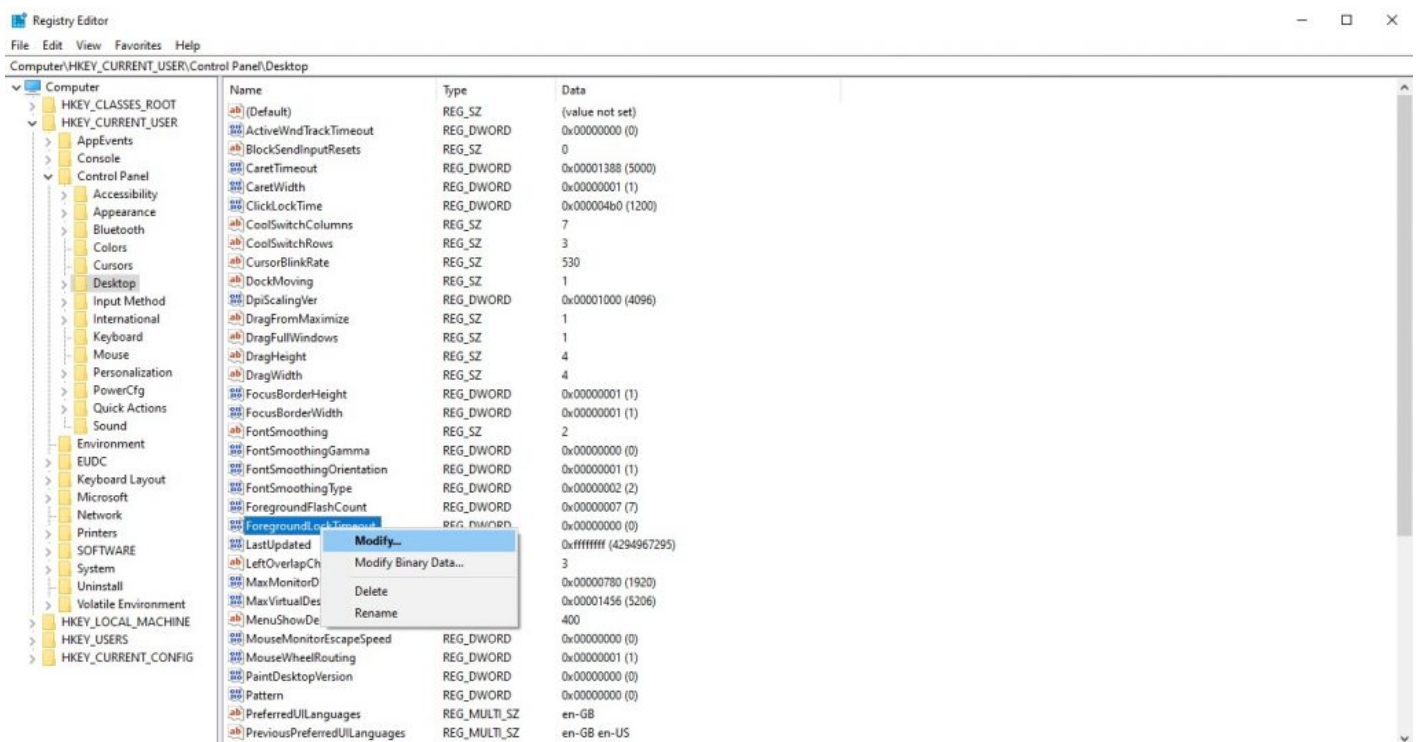 Registry Editor
File Edit View Favorites Help
Computer\HKEY_CURRENT_USER\Control Panel\Desktop
Computer
HKEY_CLASSES_ROOT
HKEY_CURRENT_USER
AppEvents
Console
Control Panel
Accessibility
Appearance
Bluetooth
Colors
Cursors
Desktop
Input Method
International
Keyboard
Mouse
Personalization
PowerCfg
Quick Actions
Sound
Environment
EUDC
Keyboard Layout
Microsoft
Network
Printers
SOFTWARE
System
Uninstall
Volatile Environment
HKEY_LOCAL_MACHINE
HKEY_USERS
HKEY_CURRENT_CONFIG
Name Type Data
(Default) REG_SZ (value not set)
ActiveWndTrackTimeout REG_DWORD 0x00000000 (0)
BlockSendInputResets REG_SZ 0
CaretTimeout REG_DWORD 0x00001388 (5000)
CaretWidth REG_DWORD 0x00000001 (1)
ClickLockTime REG_DWORD 0x000004b0 (1200)
CoolSwitchColumns REG_SZ 7
CoolSwitchRows REG_SZ 3
CursorBlinkRate REG_SZ 530
DockMoving REG_SZ 1
DpiScalingVer REG_DWORD 0x00001000 (4096)
DragFromMaximize REG_SZ 1
DragFullWindows REG_SZ 1
DragHeight REG_SZ 4
DragWidth REG_SZ 4
FocusBorderHeight REG_DWORD 0x00000001 (1)
FocusBorderWidth REG_DWORD 0x00000001 (1)
FontSmoothing REG_SZ 2
FontSmoothingGamma REG_DWORD 0x00000000 (0)
FontSmoothingOrientation REG_DWORD 0x00000001 (1)
FontSmoothingType REG_DWORD 0x00000002 (2)
ForegroundFlashCount REG_DWORD 0x00000007 (7)
ForegroundLockTimeout REG_DWORD 0x00000000 (0)
LastUpdated 0xffffffff (4294967295)
LeftOverlapCh 3
MaxMonitorD 0x00000780 (1920)
MaxVirtualDes 0x00001456 (5206)
MenuShowDe 400
MouseMonitorEscapeSpeed REG_DWORD 0x00000000 (0)
MouseWheelRouting REG_DWORD 0x00000001 (1)
PaintDesktopVersion REG_DWORD 0x00000000 (0)
Pattern REG_DWORD 0x00000000 (0)
PreferredUILanguages REG_MULTI_SZ en-GB
PreviousPreferredUILanguages REG_MULTI_SZ en-GB en-US
Modify...
Modify Binary Data...
Delete
Rename